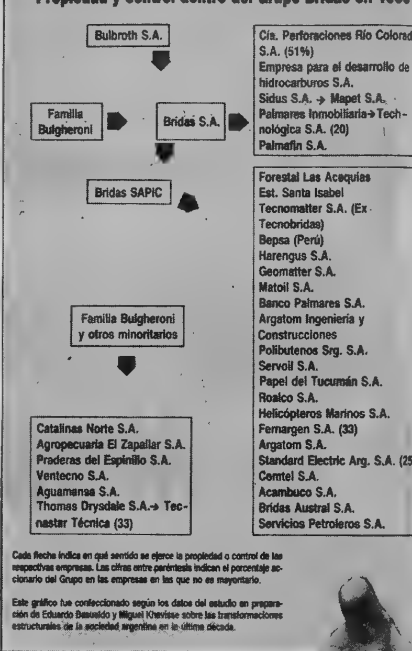 Propiedad y control dentro del Grupo Bridas en
Bulbroth S.A.
Familia
Bulgheroni
Bridas S.A.
Cía. Perforaciones Río Colorad
S.A. (51%)
Empresa para el desarrollo de
hidrocarburos S.A.
Sidus S.A. → Mapet S.A.
Palmares Inmobiliaria→Tech-
nológica S.A. (20)
Palmafin S.A.
Bridas SAPIC
Forestal Las Acequias
Est. Santa Isabel
Tecnomatter S.A. (Ex
Tecnobridas)
Bepsa (Perú)
Harengus S.A.
Geomatter S.A.
Matoil S.A.
Banco Palmares S.A.
Argatom Ingeniería y
Construcciones
Polibutenos Srg. S.A.
Servoil S.A.
Papel del Tucumán S.A.
Roalco S.A.
Helicópteros Marinos S.A.
Fernargen S.A. (33)
Argatom S.A.
Standard Electric Arg. S.A. (25
Comtel S.A.
Acambuco S.A.
Bridas Austral S.A.
Servicios Petroleros S.A.
Familia Bulgheroni
y otros minoritarios
Catalinas Norte S.A.
Agropecuaria El Zapallar S.A.
Praderas del Espinillo S.A.
Ventecno S.A.
Aguamansa S.A.
Thomas Drysdale S.A.→ Tec-
nastar Técnica (33)
Cada flecha indica en qué sentido se ejerce la propiedad o control de las
respectivas empresas. Las cifras entre paréntesis indican el porcentaje ac-
cionario del Grupo en las empresas en las que no es mayoritario.
Este gráfico fue confeccionado según los datos del estudio en prepara-
ción de Eduardo Basualdo y Miguel Khavisse sobre las transformaciones
estructurales de la sociedad argentina en la última década.